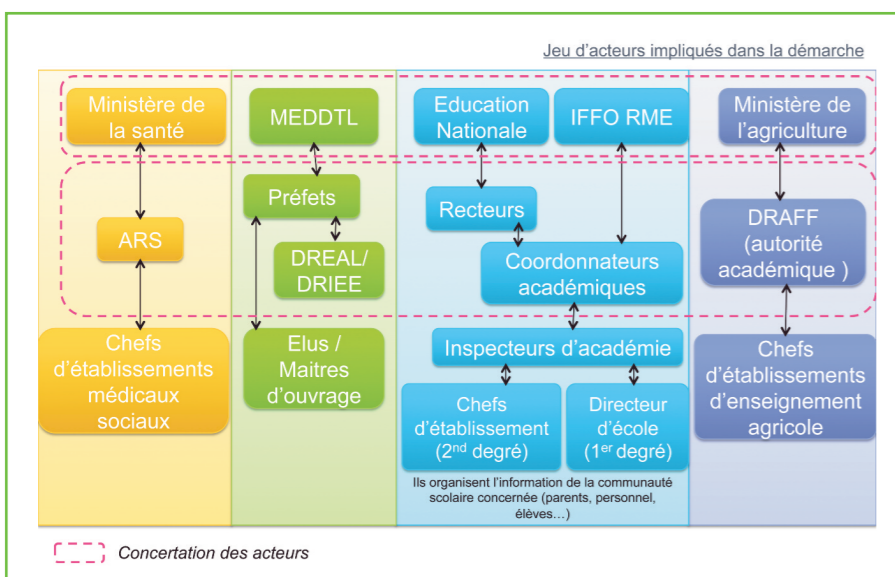 Jeu d'acteurs impliqués dans la démarche
Ministère de
la santé
MEDDTL
Education
Nationale
IFFO RME
Ministère de
l'agriculture
Préfets
Recteurs
ARS
DREAL/
DRIEE
Coordonnateurs
académiques
DRAFF
(autorité
académique )
Chefs
d'établissements
médicaux
sociaux
Elus /
Maitres
d'ouvrage
Inspecteurs d'académie
Chefs
d'établissement
(2nd degré)
Directeur
d'école
(1er degré)
Chefs
d'établissements
d'enseignement
agricole
Ils organisent l'information de la communauté
scolaire concernée (parents, personnel,
élèves…)
Concertation des acteurs